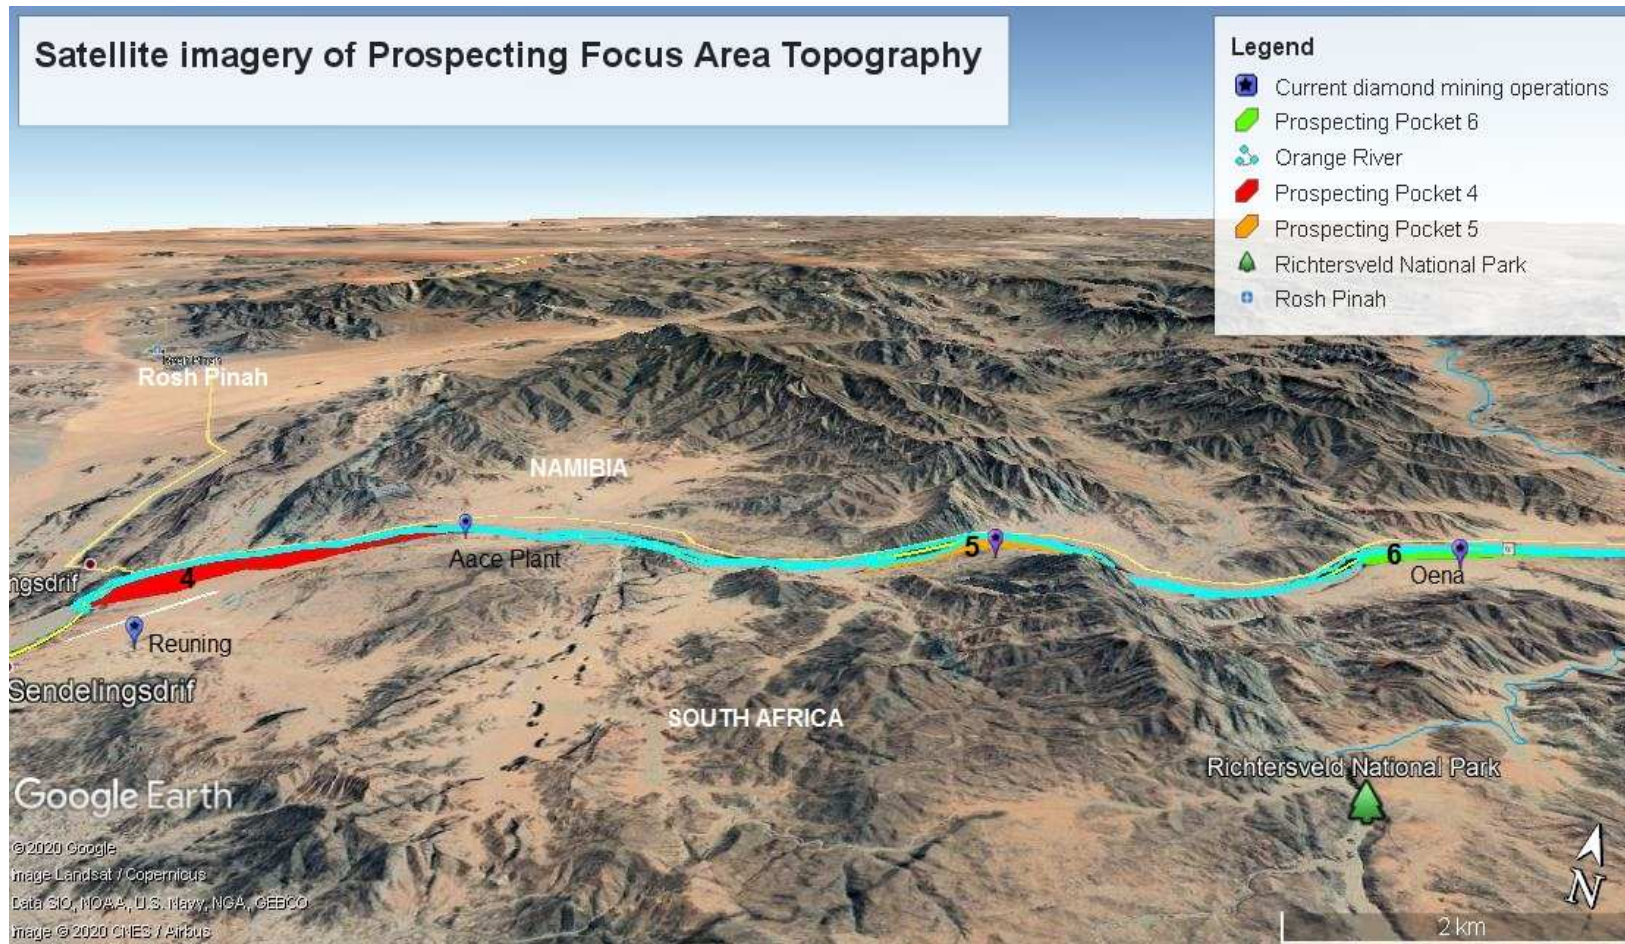 Satellite imagery of Prospecting Focus Area Topography
Legend
Current diamond mining operations
Prospecting Pocket 6
Orange River
Prospecting Pocket 4
Prospecting Pocket 5
Richtersveld National Park
Rosh Pinah
Rosh Pinah
Rosh Pinah
NAMIBIA
Aace Plant
5
6
Oena
4
ngsdrif
Reuning
Sendelingsdrif
SOUTH AFRICA
Richtersveld National Park
Google Earth
© 2020 Google
Image Landsat / Copernicus
Data SIO, NOAA, U.S. Navy, NGA, GEBCO
Image © 2020 CNES / Airbus
N
2 km